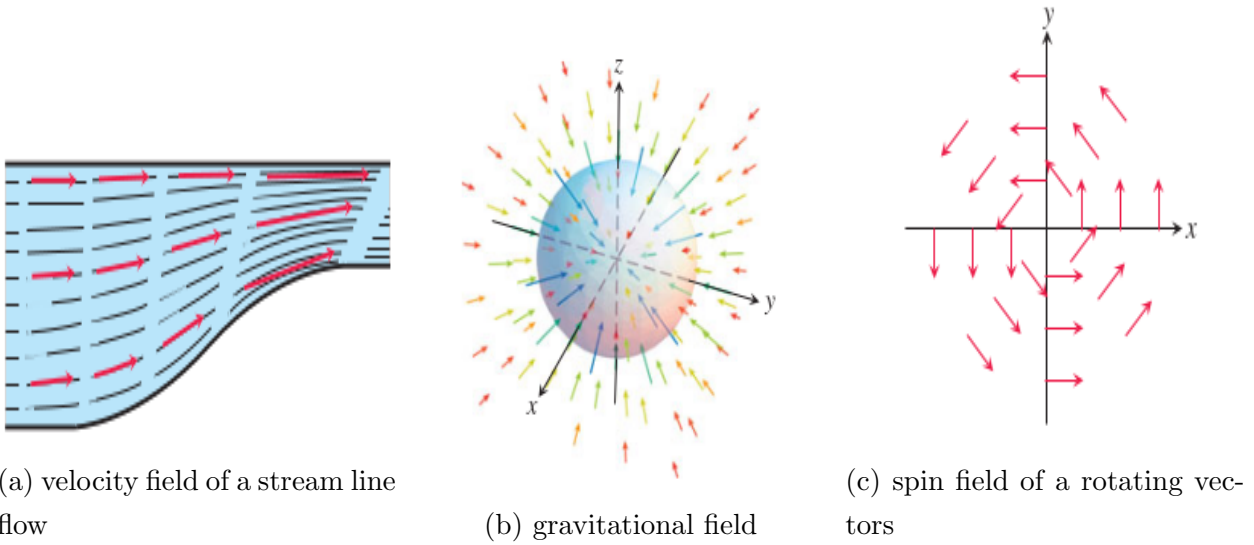 z
y
x
y
x
(a) velocity field of a stream line
flow
(b) gravitational field
(c) spin field of a rotating vec-
tors